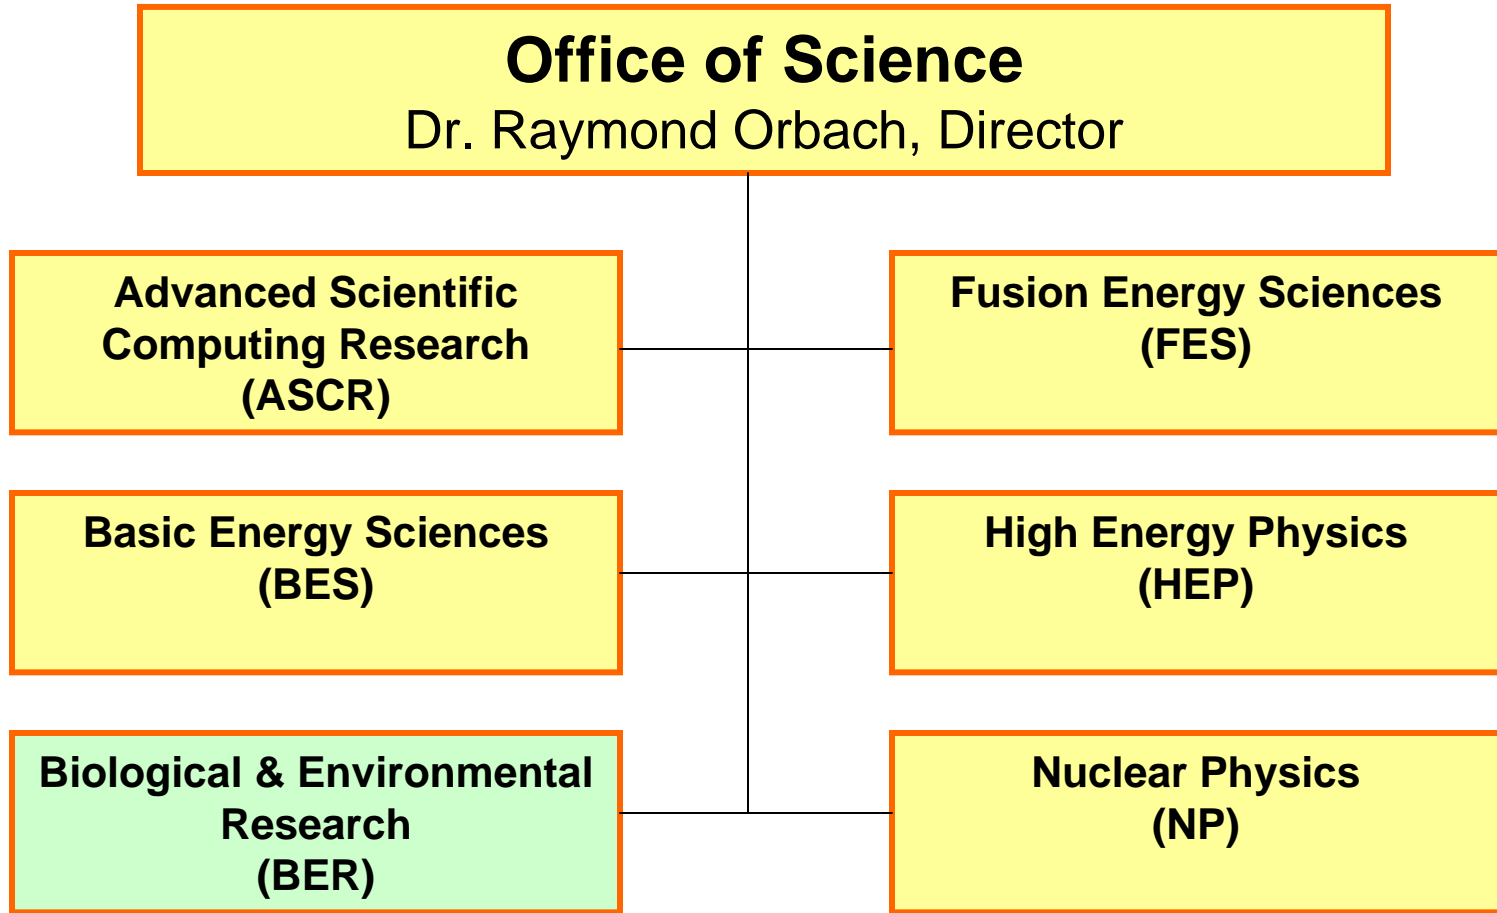 Office of Science
Dr. Raymond Orbach, Director
Advanced Scientific
Computing Research
(ASCR)
Fusion Energy Sciences
(FES)
Basic Energy Sciences
(BES)
High Energy Physics
(HEP)
Biological & Environmental
Research
(BER)
Nuclear Physics
(NP)